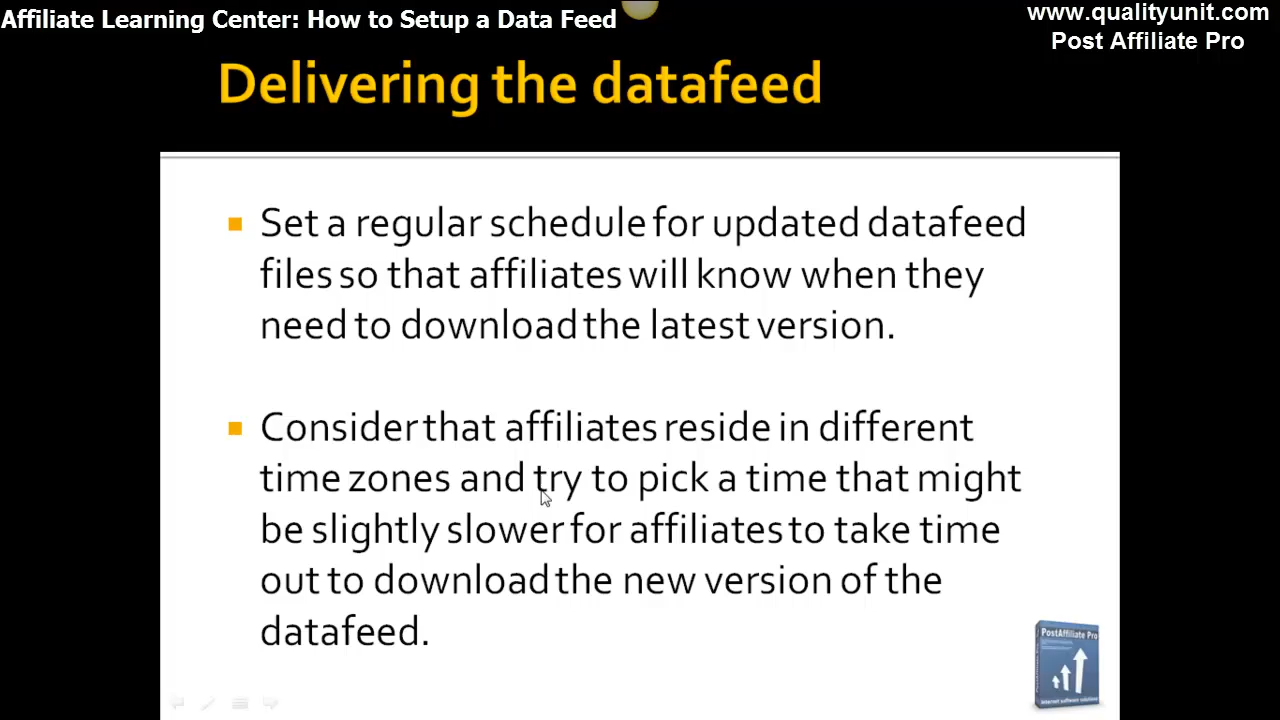 Affiliate Learning Center: How to Setup a Data Feed
www.qualityunit.com
Post Affiliate Pro
Delivering the datafeed
Set a regular schedule for updated datafeed
files so that affiliates will know when they
need to download the latest version.
Consider that affiliates reside in different
time zones and try to pick a time that might
be slightly slower for affiliates to take time
out to download the new version of the
datafeed.
PostAffiliate Pro
internet software solutions